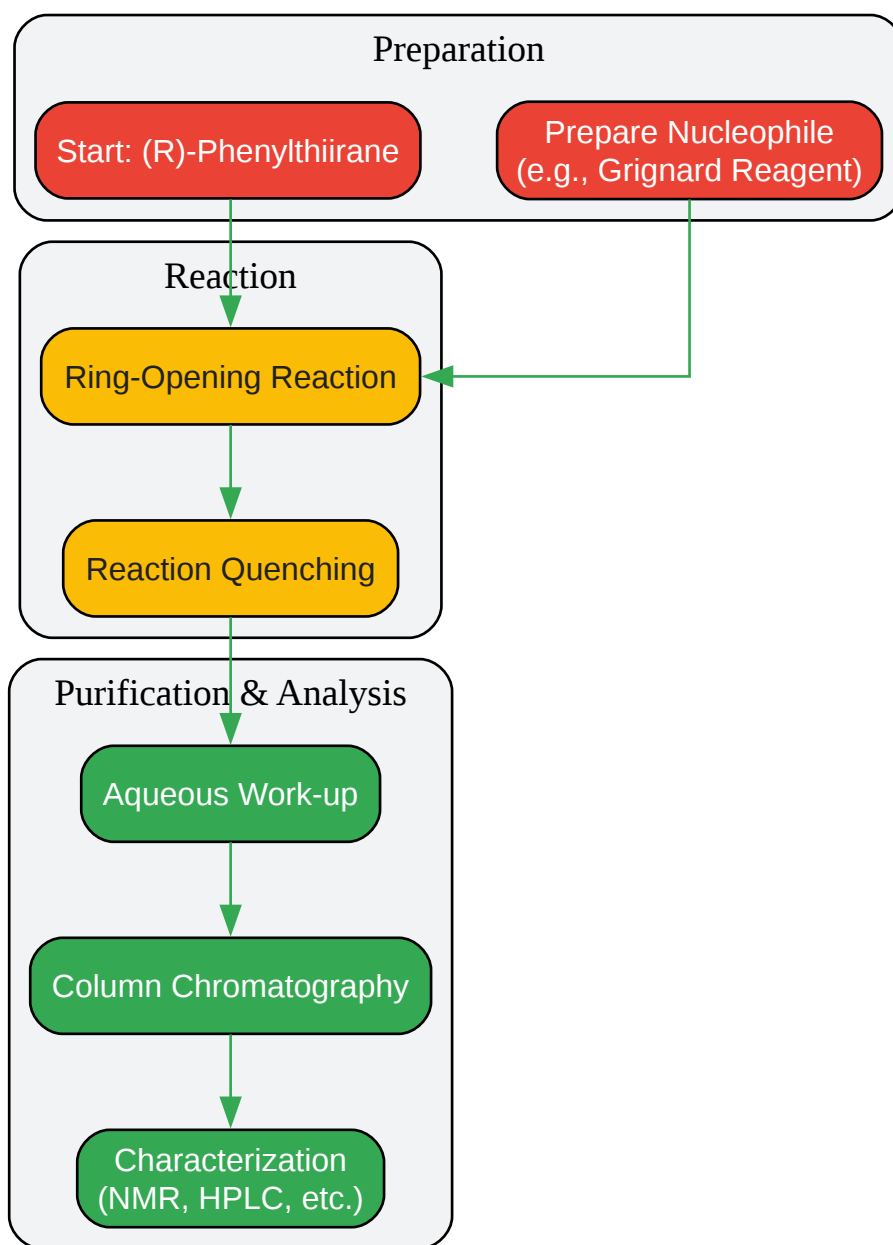 Preparation
Start: (R)-Phenylthiirane
Prepare Nucleophile
(e.g., Grignard Reagent)
Reaction
Ring-Opening Reaction
Reaction Quenching
Purification & Analysis
Aqueous Work-up
Column Chromatography
Characterization
(NMR, HPLC, etc.)